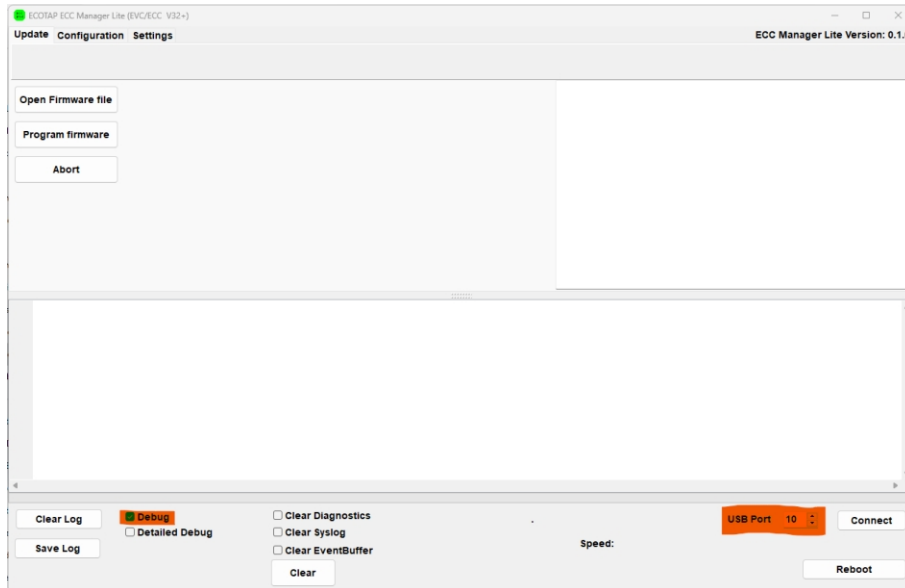 ECOTAP ECC Manager Lite (EVC/ECC V32+)
Update Configuration Settings
ECC Manager Lite Version: 0.1.
Open Firmware file
Program firmware
Abort
Clear Log
Debug
Clear Diagnostics
USB Port 10
Connect
Detailed Debug
Clear Syslog
Save Log
Clear EventBuffer
Speed:
Clear
Reboot